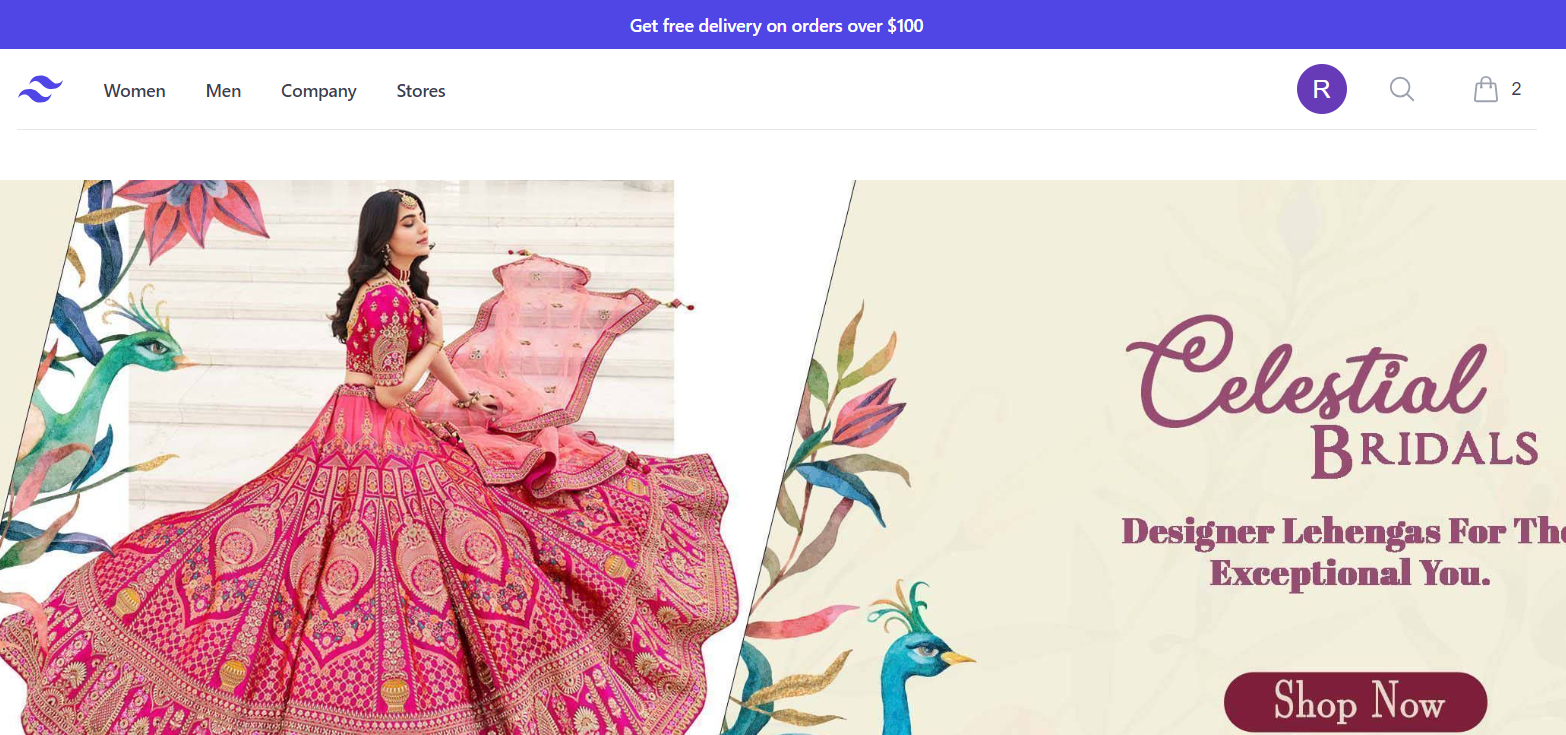 Get free delivery on orders over $100
Women Men Company Stores R 2
Celestial
BRIDALS
Designer Lehengas For The
Exceptional You.
Shop Now